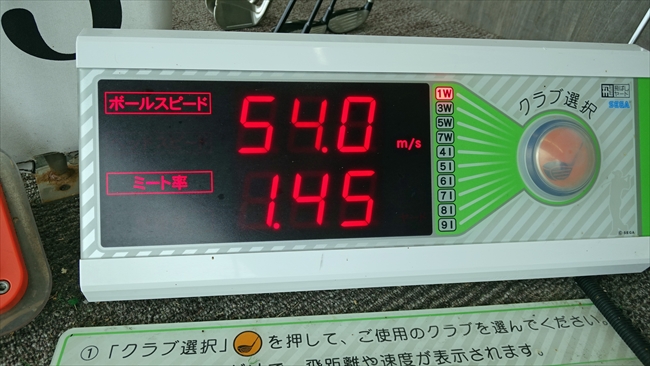 ボールスピード
54.0
m/s
ミート率
1.45
1W
3W
5W
7W
4I
5I
6I
7I
8I
9I
クラブ選択
飛
SEGA
①「クラブ選択」を押して、ご使用のクラブを選んでください。
飛距離や速度が表示されます。